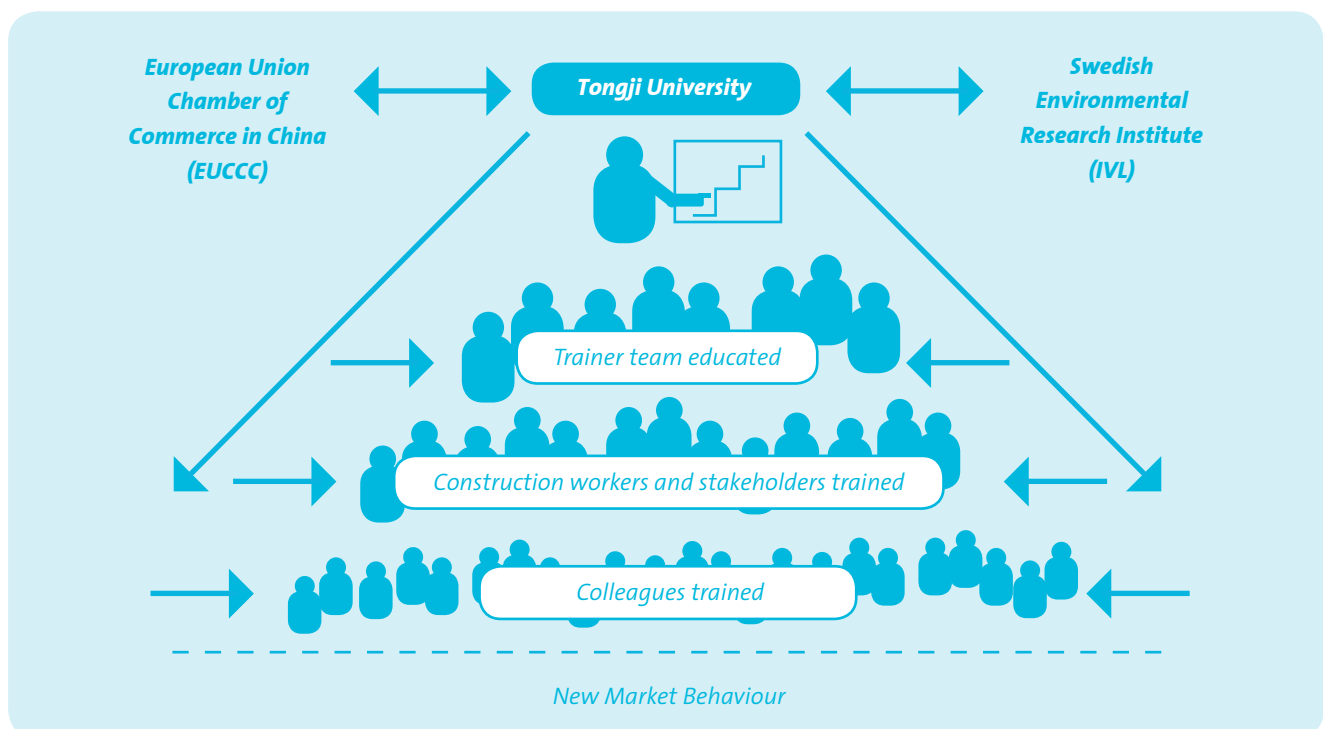 European Union
Chamber of
Commerce in China
(EUCCC)
Tongji University
Swedish
Environmental
Research Institute
(IVL)
Trainer team educated
Construction workers and stakeholders trained
Colleagues trained
New Market Behaviour